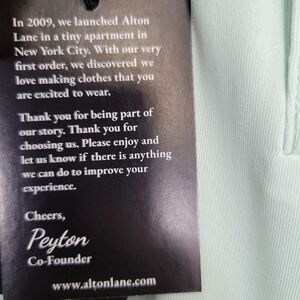 In 2009, we launched Alton
Lane in a tiny apartment in
New York City. With our very
first order, we discovered we
love making clothes that you
are excited to wear.
Thank you for being part of
our story. Thank you for
choosing us. Please enjoy and
let us know if there is anything
we can do to improve your
experience.
Cheers,
Peyton
Co-Founder
www.altonlane.com